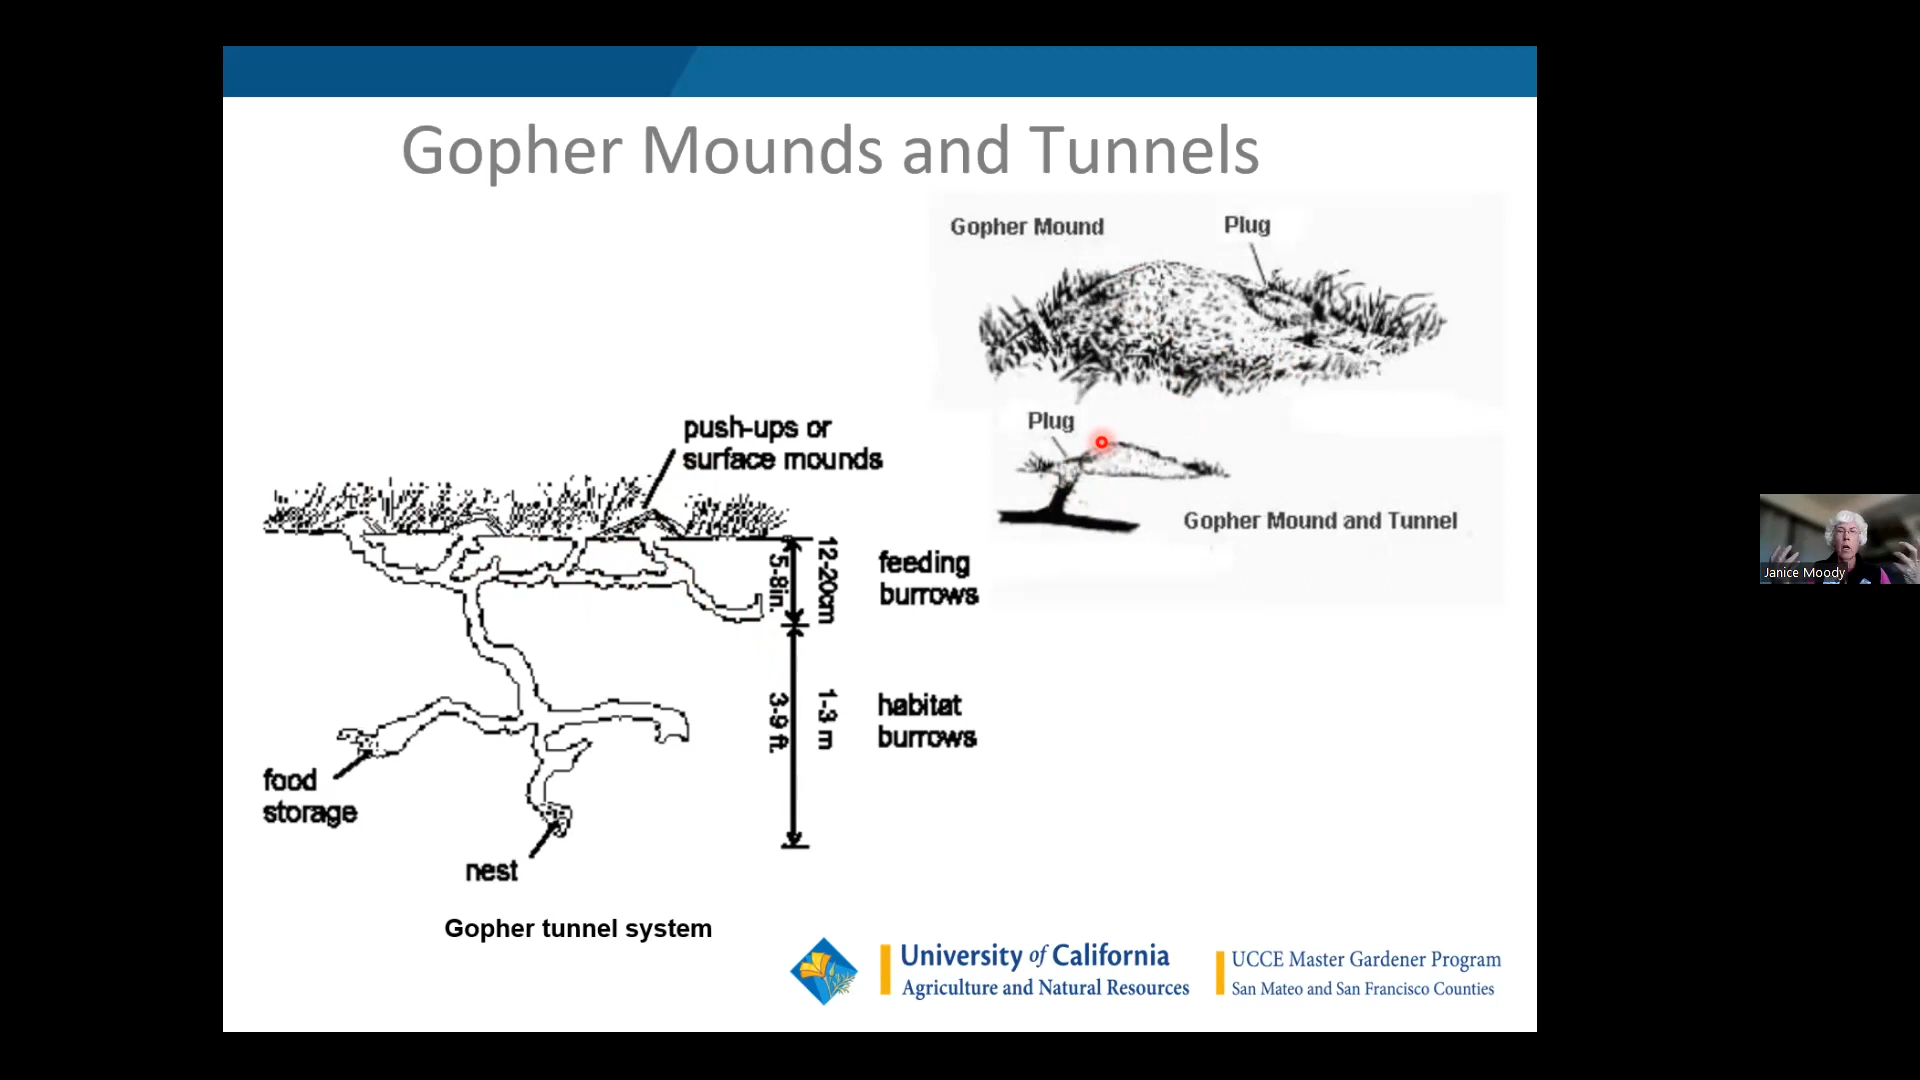 Gopher Mounds and Tunnels
Gopher Mound
Plug
Plug
Gopher Mound and Tunnel
push-ups or
surface mounds
12-20cm
5-8in.
feeding
burrows
1-3 m
3-9 ft.
habitat
burrows
food
storage
nest
Gopher tunnel system
University of California
Agriculture and Natural Resources
UCCE Master Gardener Program
San Mateo and San Francisco Counties
Janice Moody